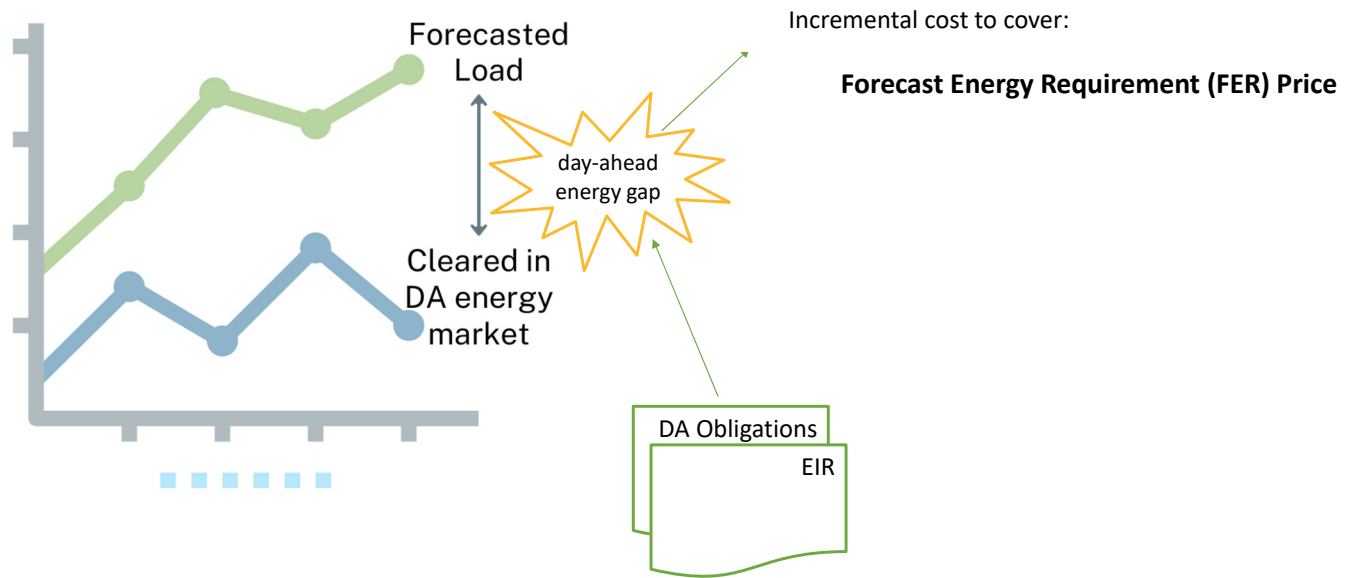 Incremental cost to cover:
Forecast Energy Requirement (FER) Price
Forecasted
Load
day-ahead
energy gap
Cleared in
DA energy
market
DA Obligations
EIR